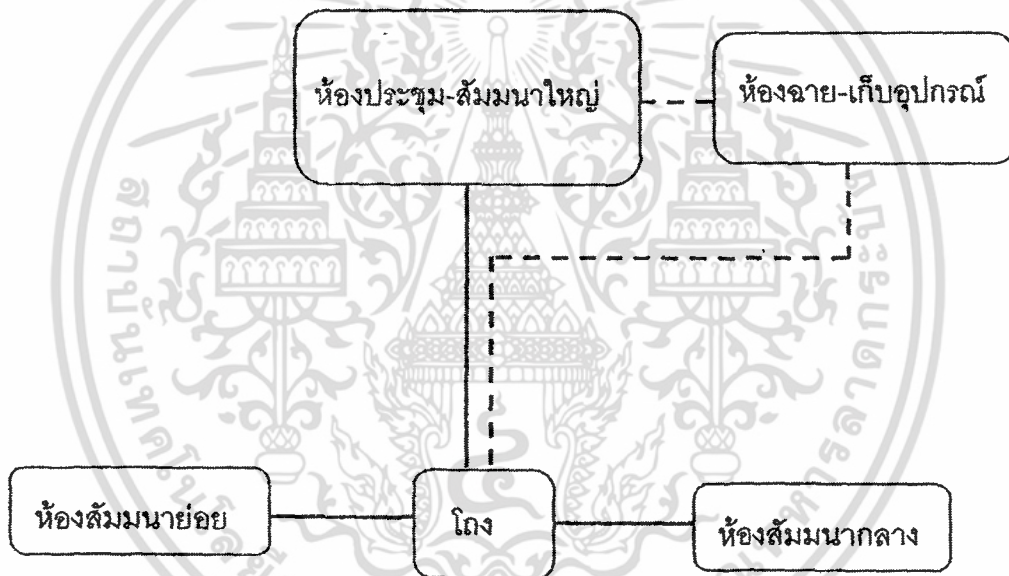 ห้องประชุม-สัมมนาใหญ่
ห้องฉาย-เก็บอุปกรณ์
ห้องสัมมนาย่อย
โถง
ห้องสัมมนากลาง